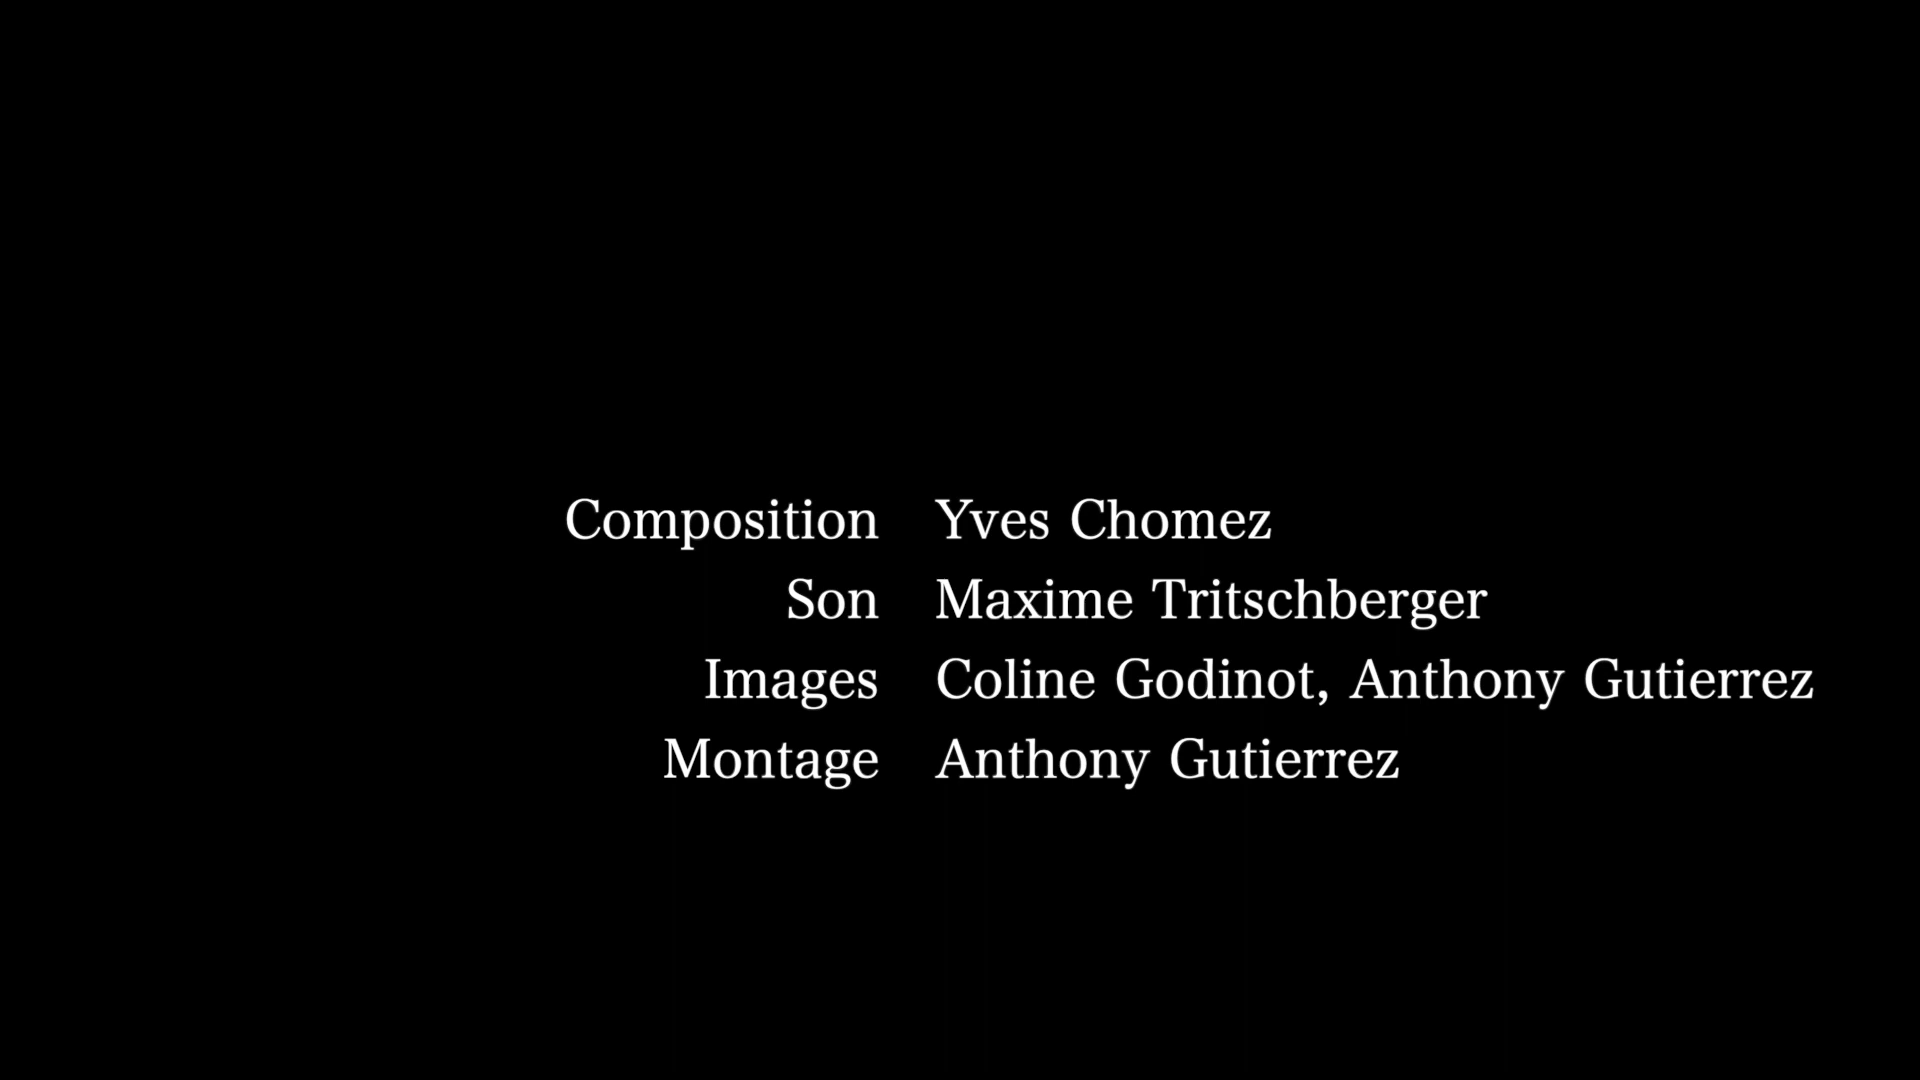 Composition Yves Chomez
Son Maxime Tritschberger
Images Coline Godinot, Anthony Gutierrez
Montage Anthony Gutierrez